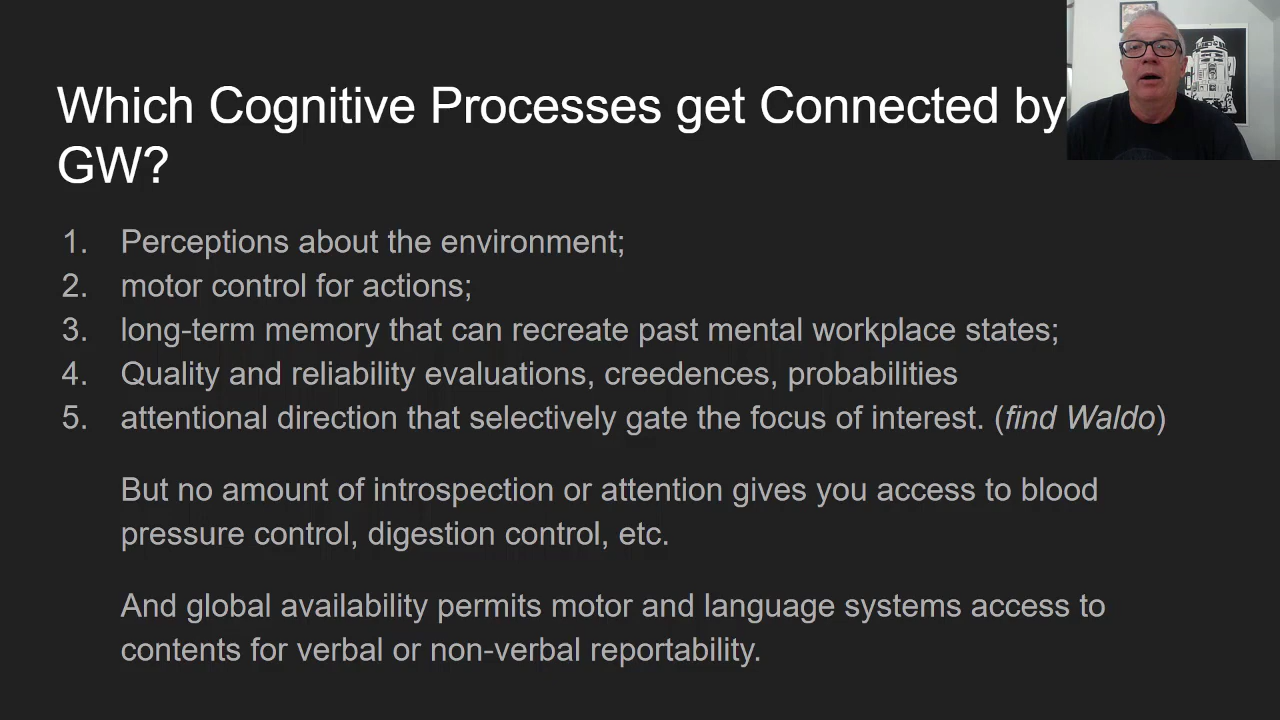 Which Cognitive Processes get Connected by
GW?
1. Perceptions about the environment;
2. motor control for actions;
3. long-term memory that can recreate past mental workplace states;
4. Quality and reliability evaluations, creedences, probabilities
5. attentional direction that selectively gate the focus of interest. (find Waldo)
But no amount of introspection or attention gives you access to blood
pressure control, digestion control, etc.
And global availability permits motor and language systems access to
contents for verbal or non-verbal reportability.